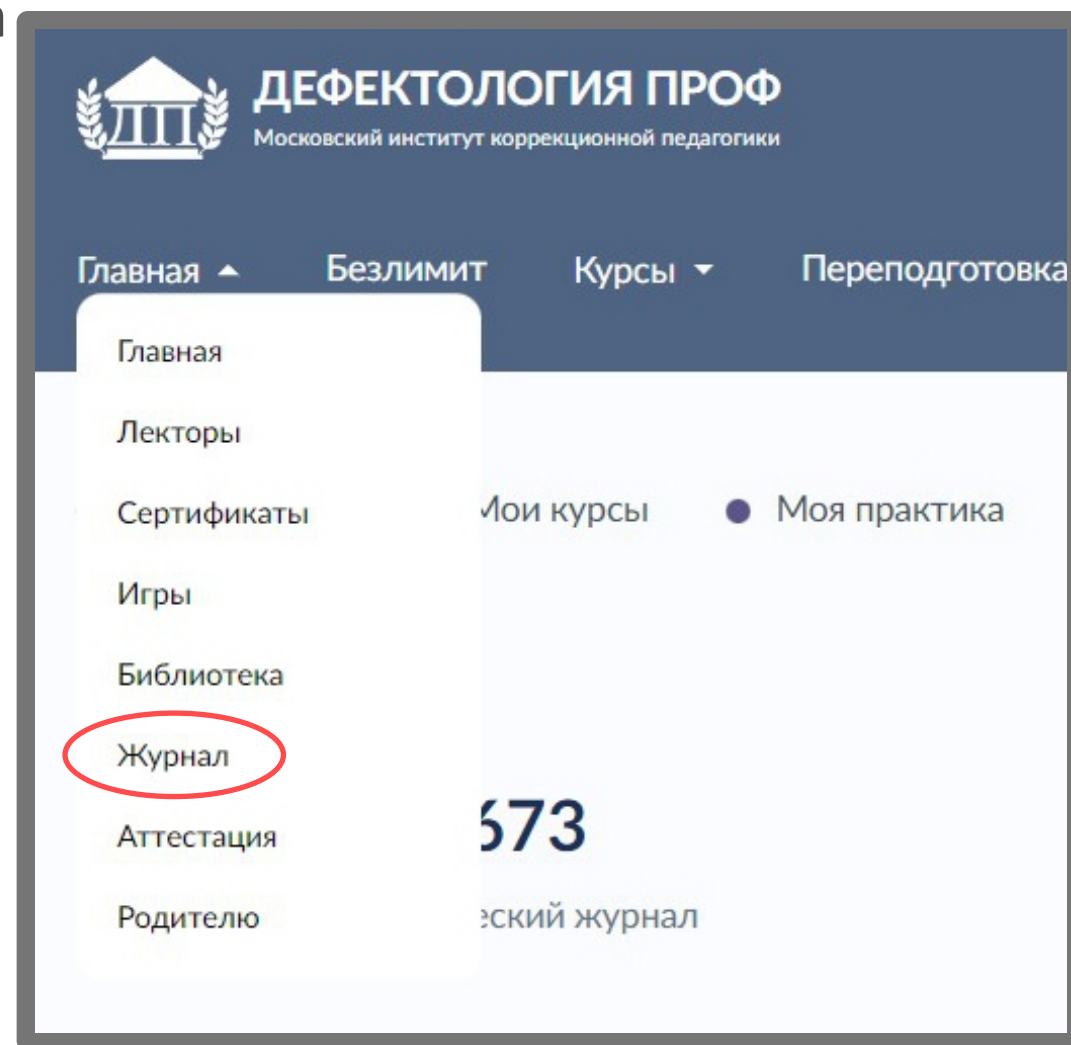 ДП
ДЕФЕКТОЛОГИЯ ПРОФ
Московский институт коррекционной педагогики
Главная Безлимит Курсы Переподготовка
Главная
Лекторы
Сертификаты
Мои курсы Моя практика
Игры
Библиотека
Журнал
673
Аттестация
еский журнал
Родителю